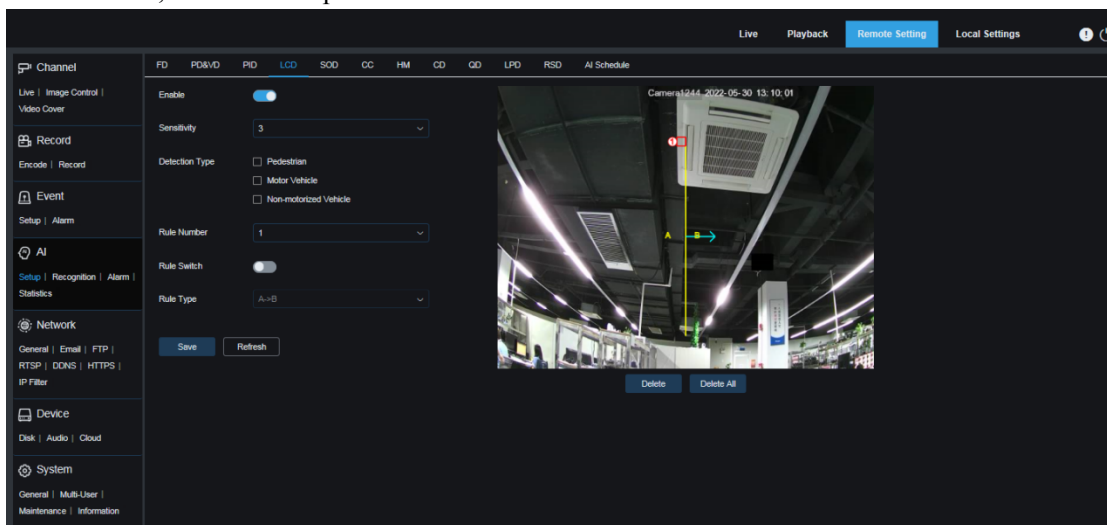 Live Playback Remote Setting Local Settings
Channel
Live | Image Control |
Video Cover
Record
Encode | Record
Event
Setup | Alarm
AI
Setup | Recognition | Alarm |
Statistics
Network
General | Email | FTP |
RTSP | DDNS | HTTPS |
IP Filter
Device
Disk | Audio | Cloud
System
General | Multi-User |
Maintenance | Information
FD PD&VD PID LCD SOD CC HM CD QD LPD RSD AI Schedule
Enable
Sensitivity 3
Detection Type Pedestrian
Motor Vehicle
Non-motorized Vehicle
Rule Number 1
Rule Switch
Rule Type A->B
Save Refresh
Camera1244 2022-05-30 13:10:01
1
A B
Delete Delete All